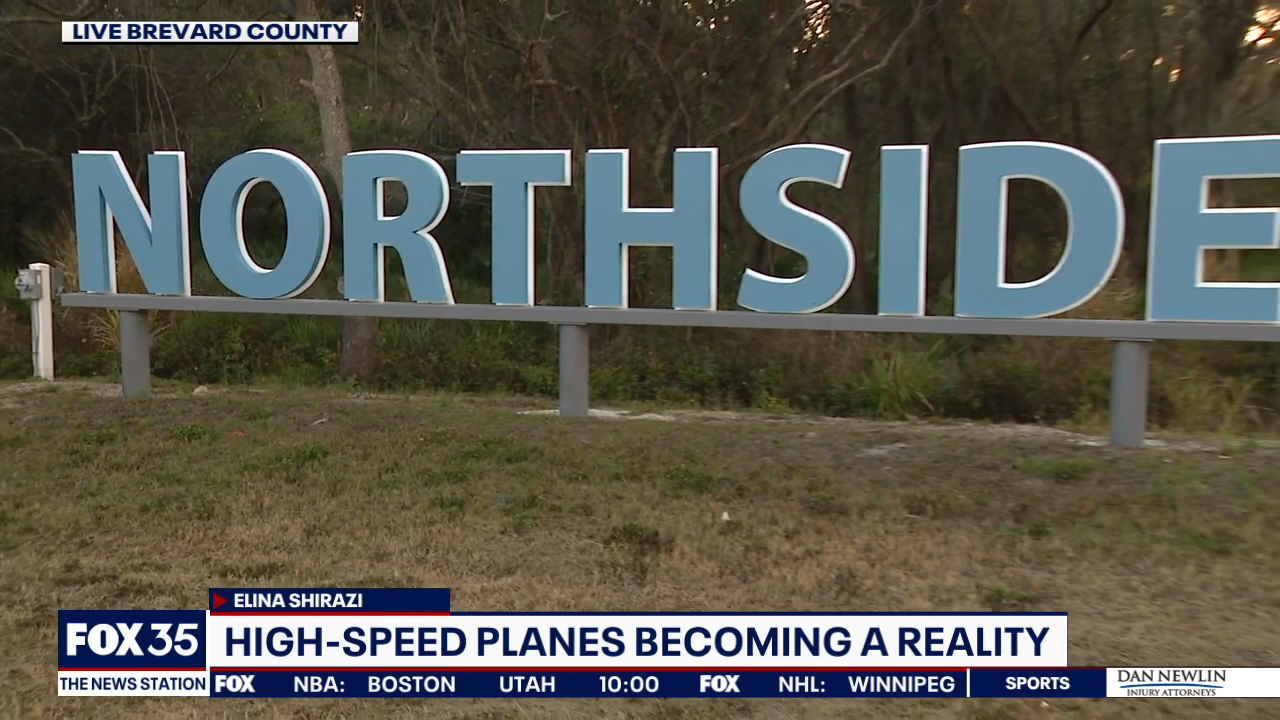 LIVE BREVARD COUNTY
NORTHSIDE
ELINA SHIRAZI
FOX 35
HIGH-SPEED PLANES BECOMING A REALITY
THE NEWS STATION
FOX NBA: BOSTON UTAH 10:00 FOX NHL: WINNIPEG SPORTS
DAN NEWLIN
INJURY ATTORNEYS